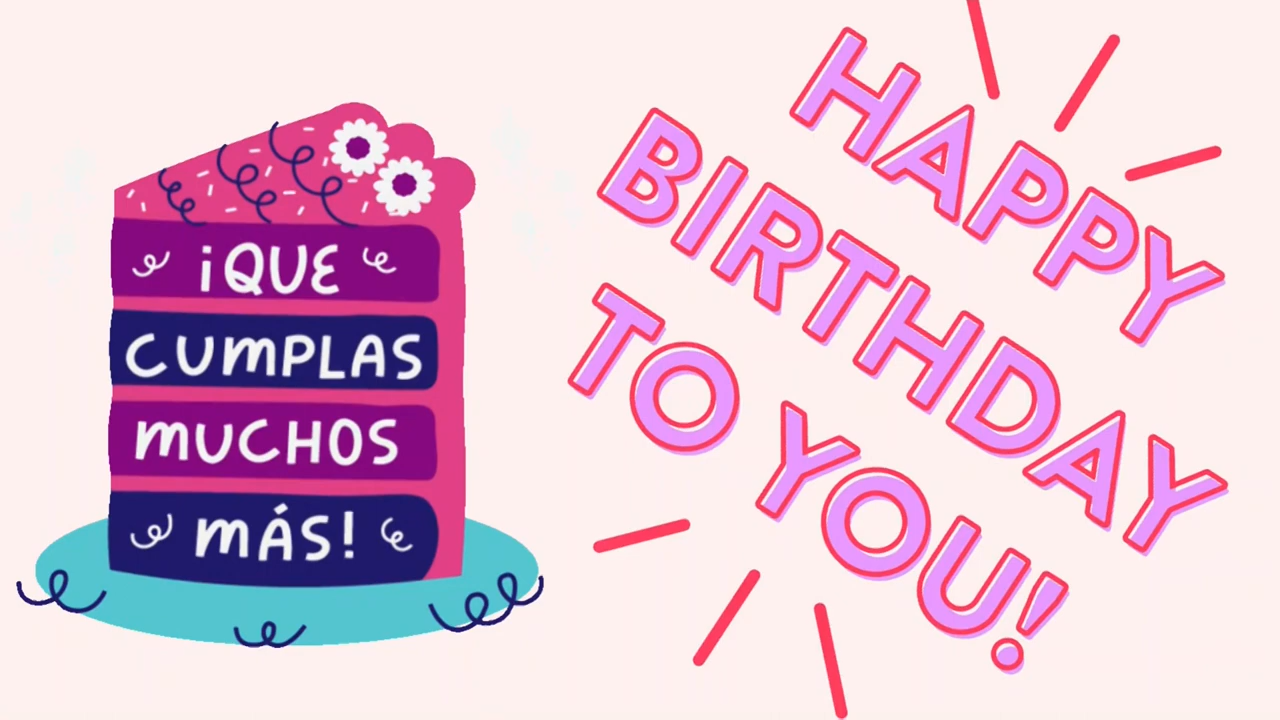 ¡QUE
CUMPLAS
MUCHOS
MÁS!
HAPPY
BIRTHDAY
TO YOU!